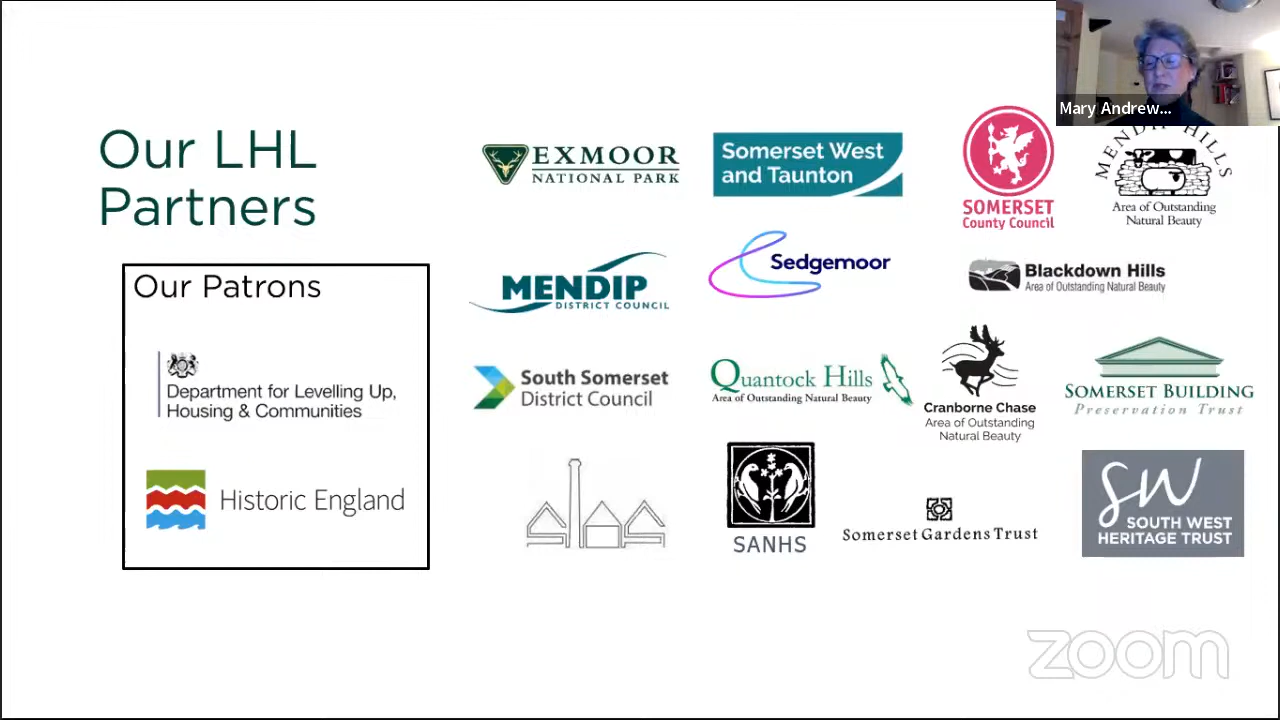 Our LHL
Partners
Our Patrons
Department for Levelling Up,
Housing & Communities
Historic England
EXMOOR
NATIONAL PARK
Somerset West
and Taunton
SOMERSET
County Council
MENDIP HILLS
Area of Outstanding
Natural Beauty
Mary Andrew...
MENDIP
DISTRICT COUNCIL
Sedgemoor
Blackdown Hills
Area of Outstanding Natural Beauty
South Somerset
District Council
Quantock Hills
Area of Outstanding Natural Beauty
Cranborne Chase
Area of Outstanding
Natural Beauty
SOMERSET BUILDING
Preservation Trust
SANHS
Somerset Gardens Trust
SW
SOUTH WEST
HERITAGE TRUST
zoom